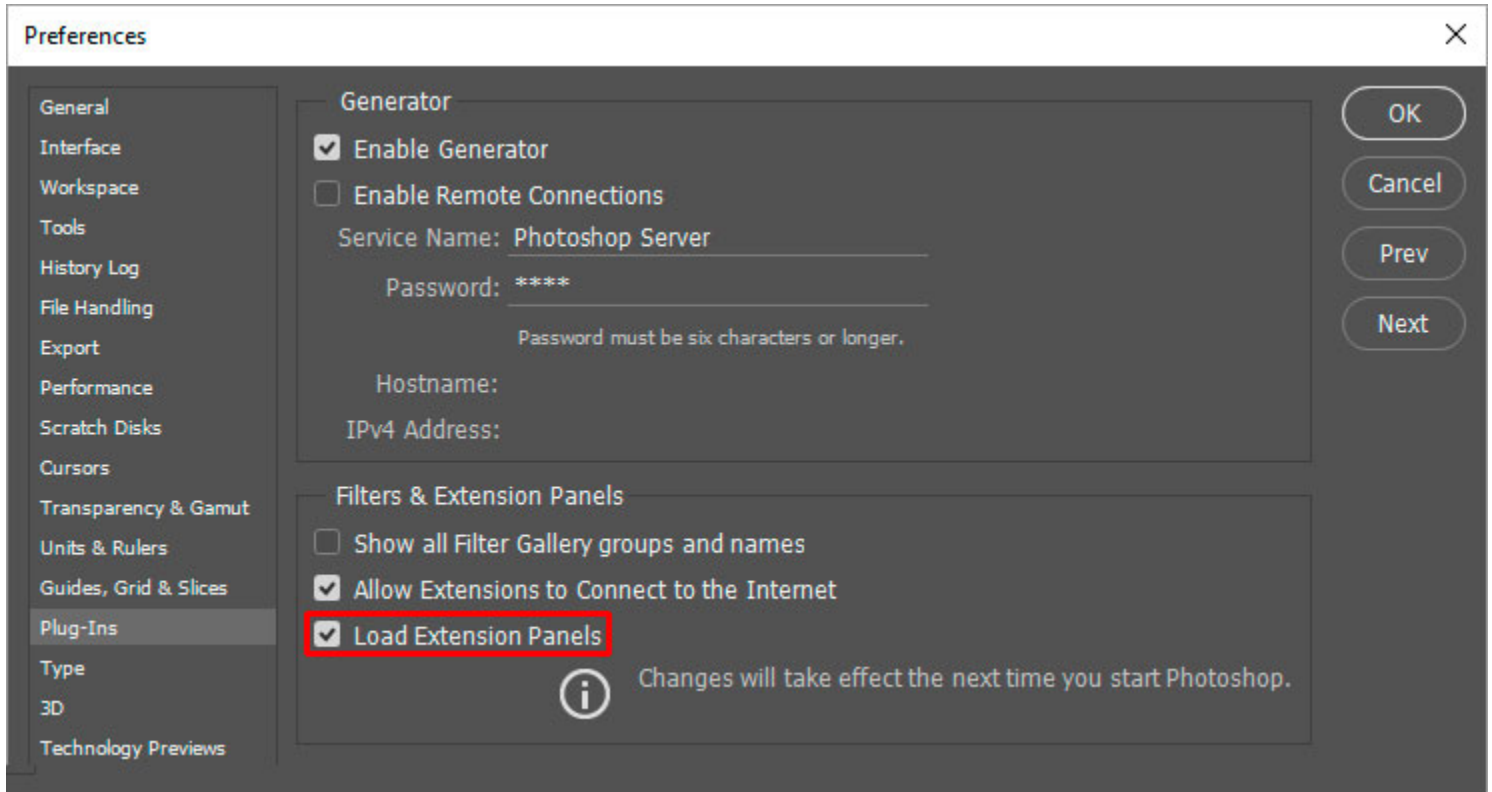 Preferences
General
Interface
Workspace
Tools
History Log
File Handling
Export
Performance
Scratch Disks
Cursors
Transparency & Gamut
Units & Rulers
Guides, Grid & Slices
Plug-Ins
Type
3D
Technology Previews
Generator
Enable Generator
Enable Remote Connections
Service Name: Photoshop Server
Password: ****
Password must be six characters or longer.
Hostname:
IPv4 Address:
Filters & Extension Panels
Show all Filter Gallery groups and names
Allow Extensions to Connect to the Internet
Load Extension Panels
Changes will take effect the next time you start Photoshop.
OK
Cancel
Prev
Next